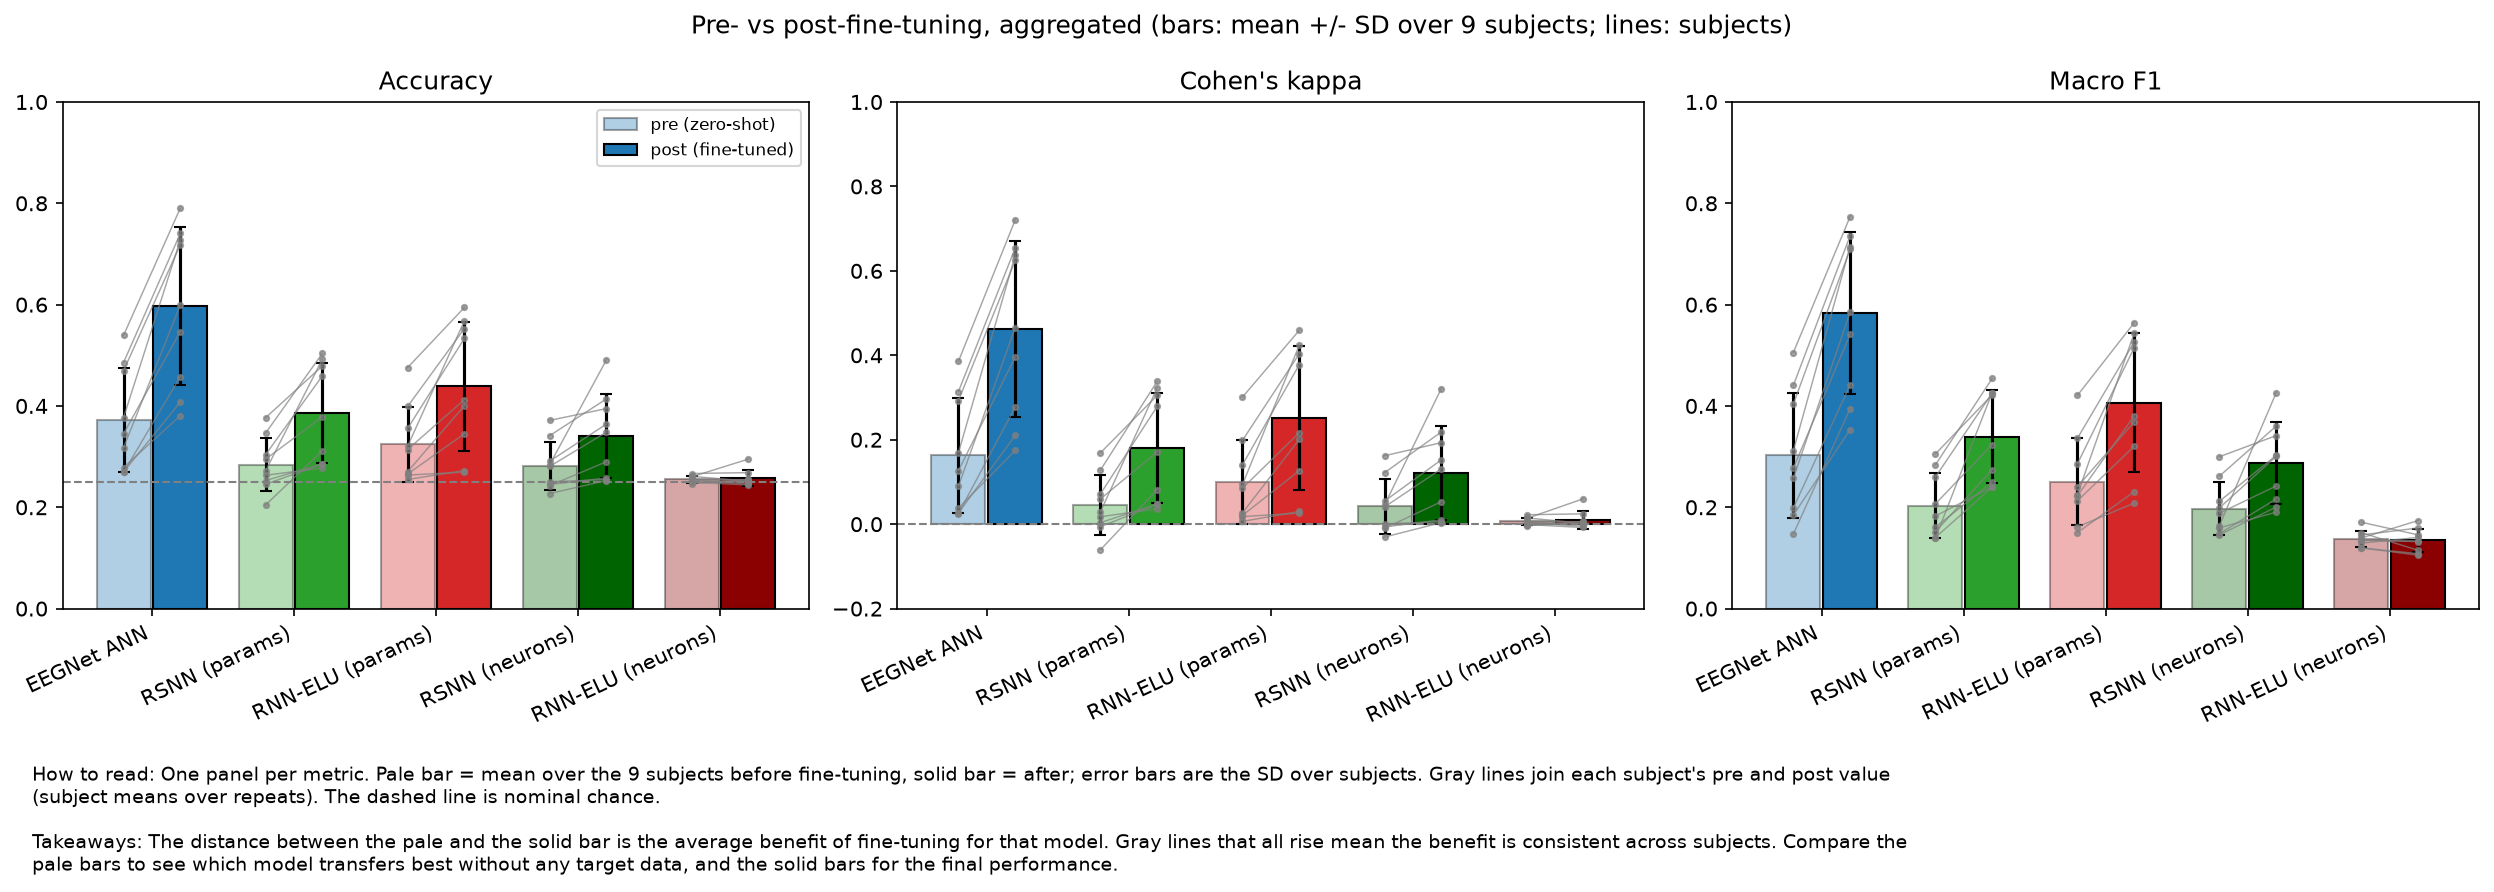 Pre- vs post-fine-tuning, aggregated (bars: mean +/- SD over 9 subjects; lines: subjects)
Accuracy
1.0
0.8
0.6
0.4
0.2
0.0
pre (zero-shot)
post (fine-tuned)
EEGNet ANN
RSNN (params)
RNN-ELU (params)
RSNN (neurons)
RNN-ELU (neurons)
Cohen's kappa
1.0
0.8
0.6
0.4
0.2
0.0
−0.2
EEGNet ANN
RSNN (params)
RNN-ELU (params)
RSNN (neurons)
RNN-ELU (neurons)
Macro F1
1.0
0.8
0.6
0.4
0.2
0.0
EEGNet ANN
RSNN (params)
RNN-ELU (params)
RSNN (neurons)
RNN-ELU (neurons)
How to read: One panel per metric. Pale bar = mean over the 9 subjects before fine-tuning, solid bar = after; error bars are the SD over subjects. Gray lines join each subject's pre and post value
(subject means over repeats). The dashed line is nominal chance.
Takeaways: The distance between the pale and the solid bar is the average benefit of fine-tuning for that model. Gray lines that all rise mean the benefit is consistent across subjects. Compare the
pale bars to see which model transfers best without any target data, and the solid bars for the final performance.